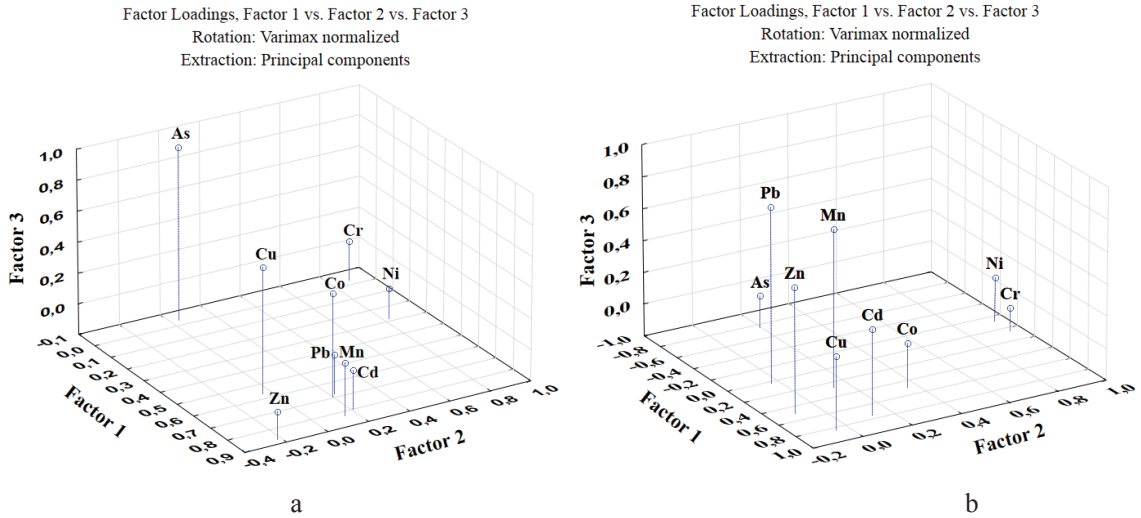 Factor Loadings, Factor 1 vs. Factor 2 vs. Factor 3
Rotation: Varimax normalized
Extraction: Principal components
As
Cr
Cu
Ni
Co
Pb
Mn
Cd
Zn
1,0
0,8
0,6
0,4
0,2
0,0
Factor 3
-0,1
0,0
0,1
0,2
0,3
0,4
0,5
0,6
0,7
0,8
0,9
Factor 1
-0,4
-0,2
0,0
0,2
0,4
0,6
0,8
1,0
Factor 2
a
Factor Loadings, Factor 1 vs. Factor 2 vs. Factor 3
Rotation: Varimax normalized
Extraction: Principal components
Pb
Mn
As
Zn
Ni
Cr
Cd
Co
Cu
1,0
0,8
0,6
0,4
0,2
0,0
Factor 3
-1,0
-0,8
-0,6
-0,4
-0,2
0,0
0,2
0,4
0,6
0,8
1,0
Factor 1
-0,2
0,0
0,2
0,4
0,6
0,8
1,0
Factor 2
b